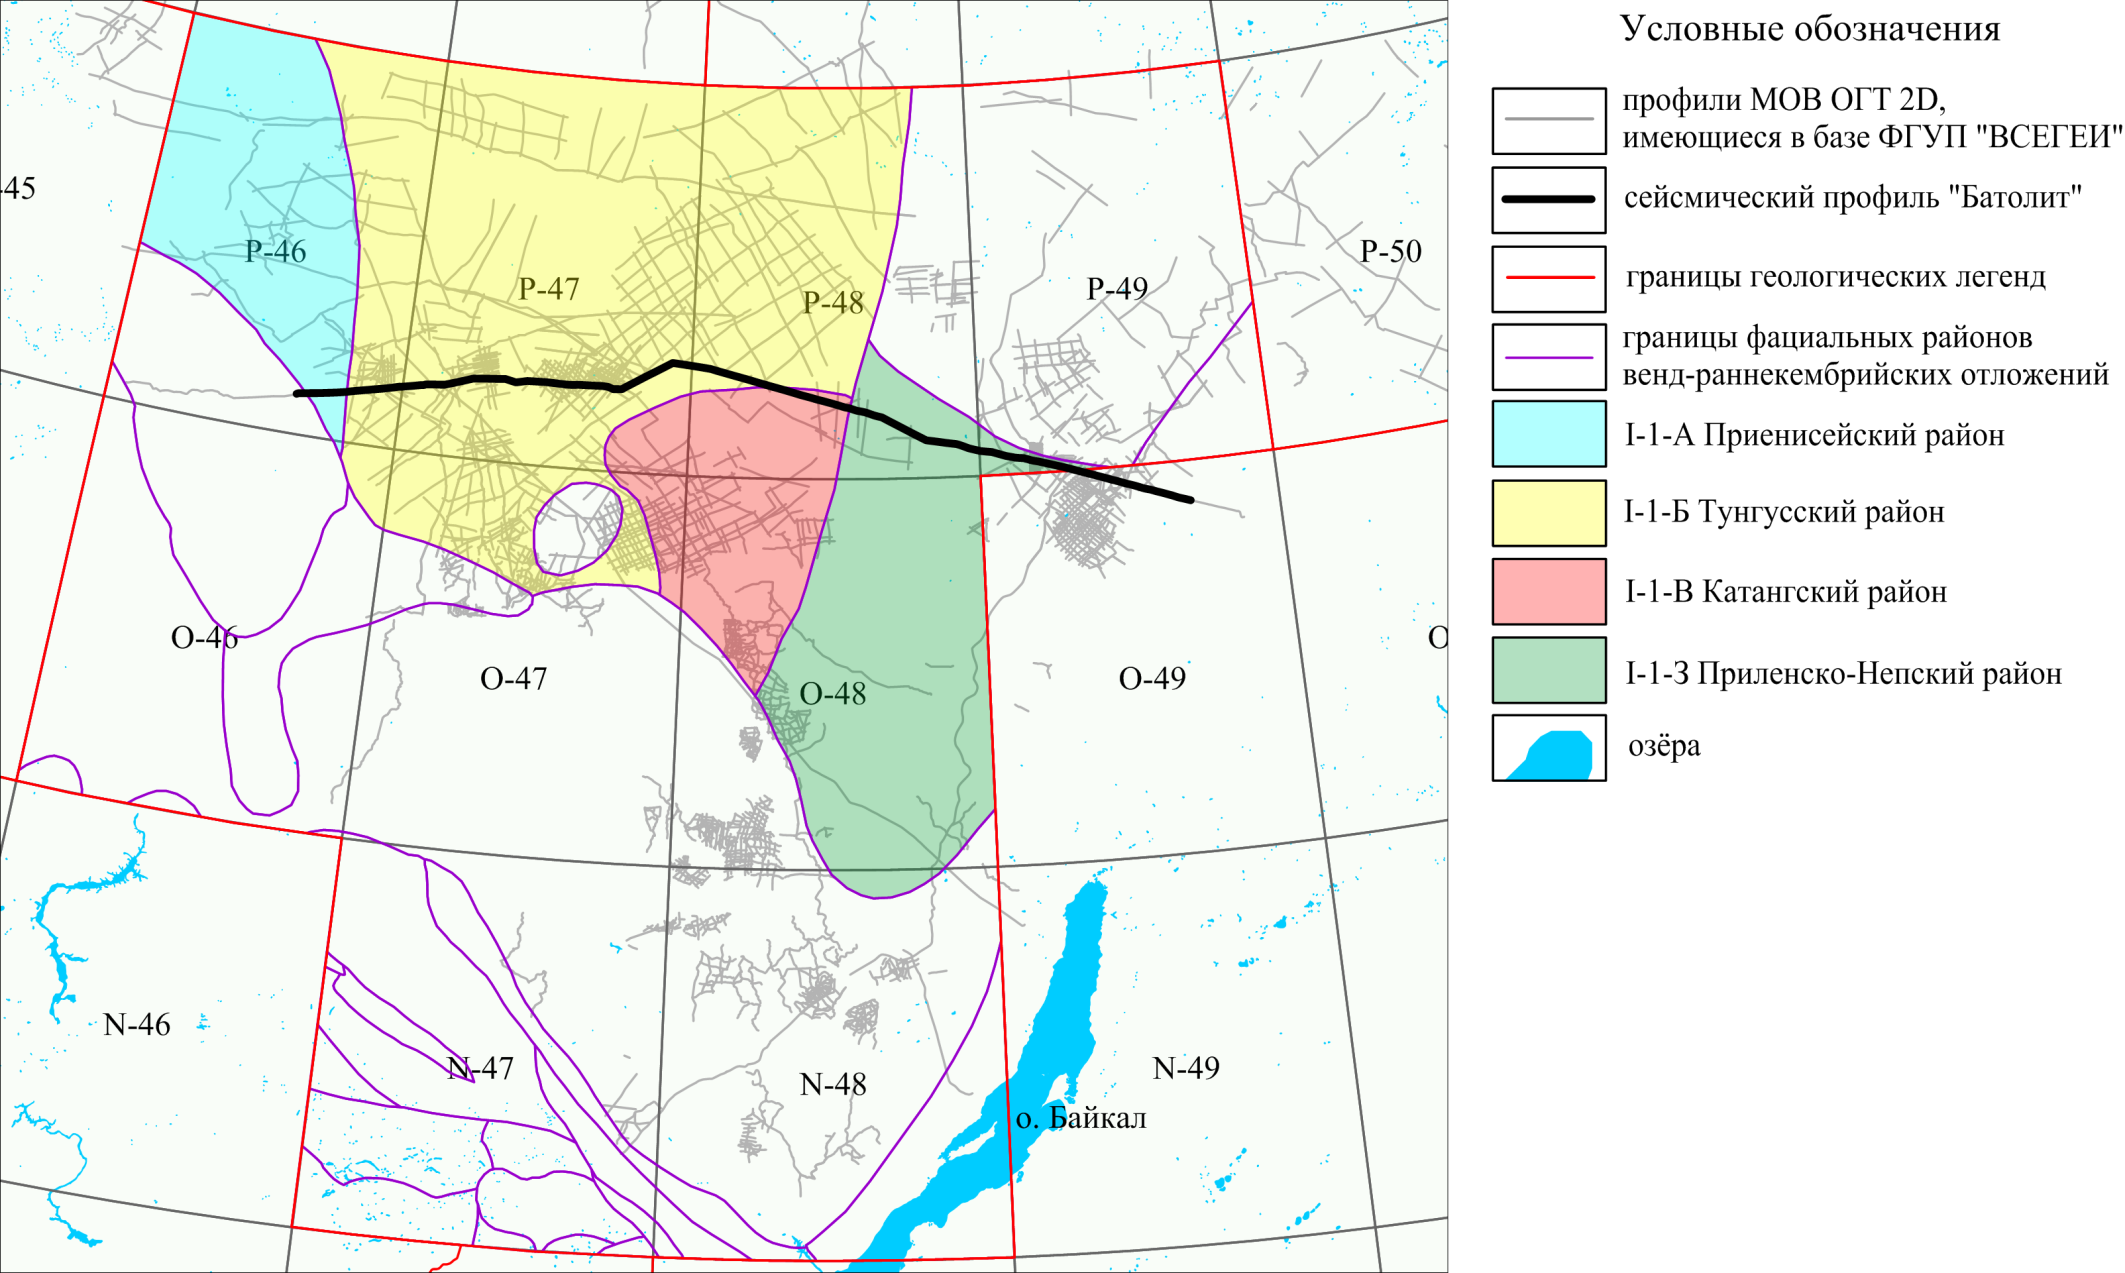 Условные обозначения
профили МОВ ОГТ 2D,
имеющиеся в базе ФГУП "ВСЕГЕИ"
сейсмический профиль "Батолит"
границы геологических легенд
границы фациальных районов
венд-раннекембрийских отложений
I-1-А Приенисейский район
I-1-Б Тунгусский район
I-1-В Катангский район
I-1-З Приленско-Непский район
озёра
-45
P-46
P-47
P-48
P-49
P-50
O-46
O-47
O-48
O-49
O
N-46
N-47
N-48
N-49
о. Байкал